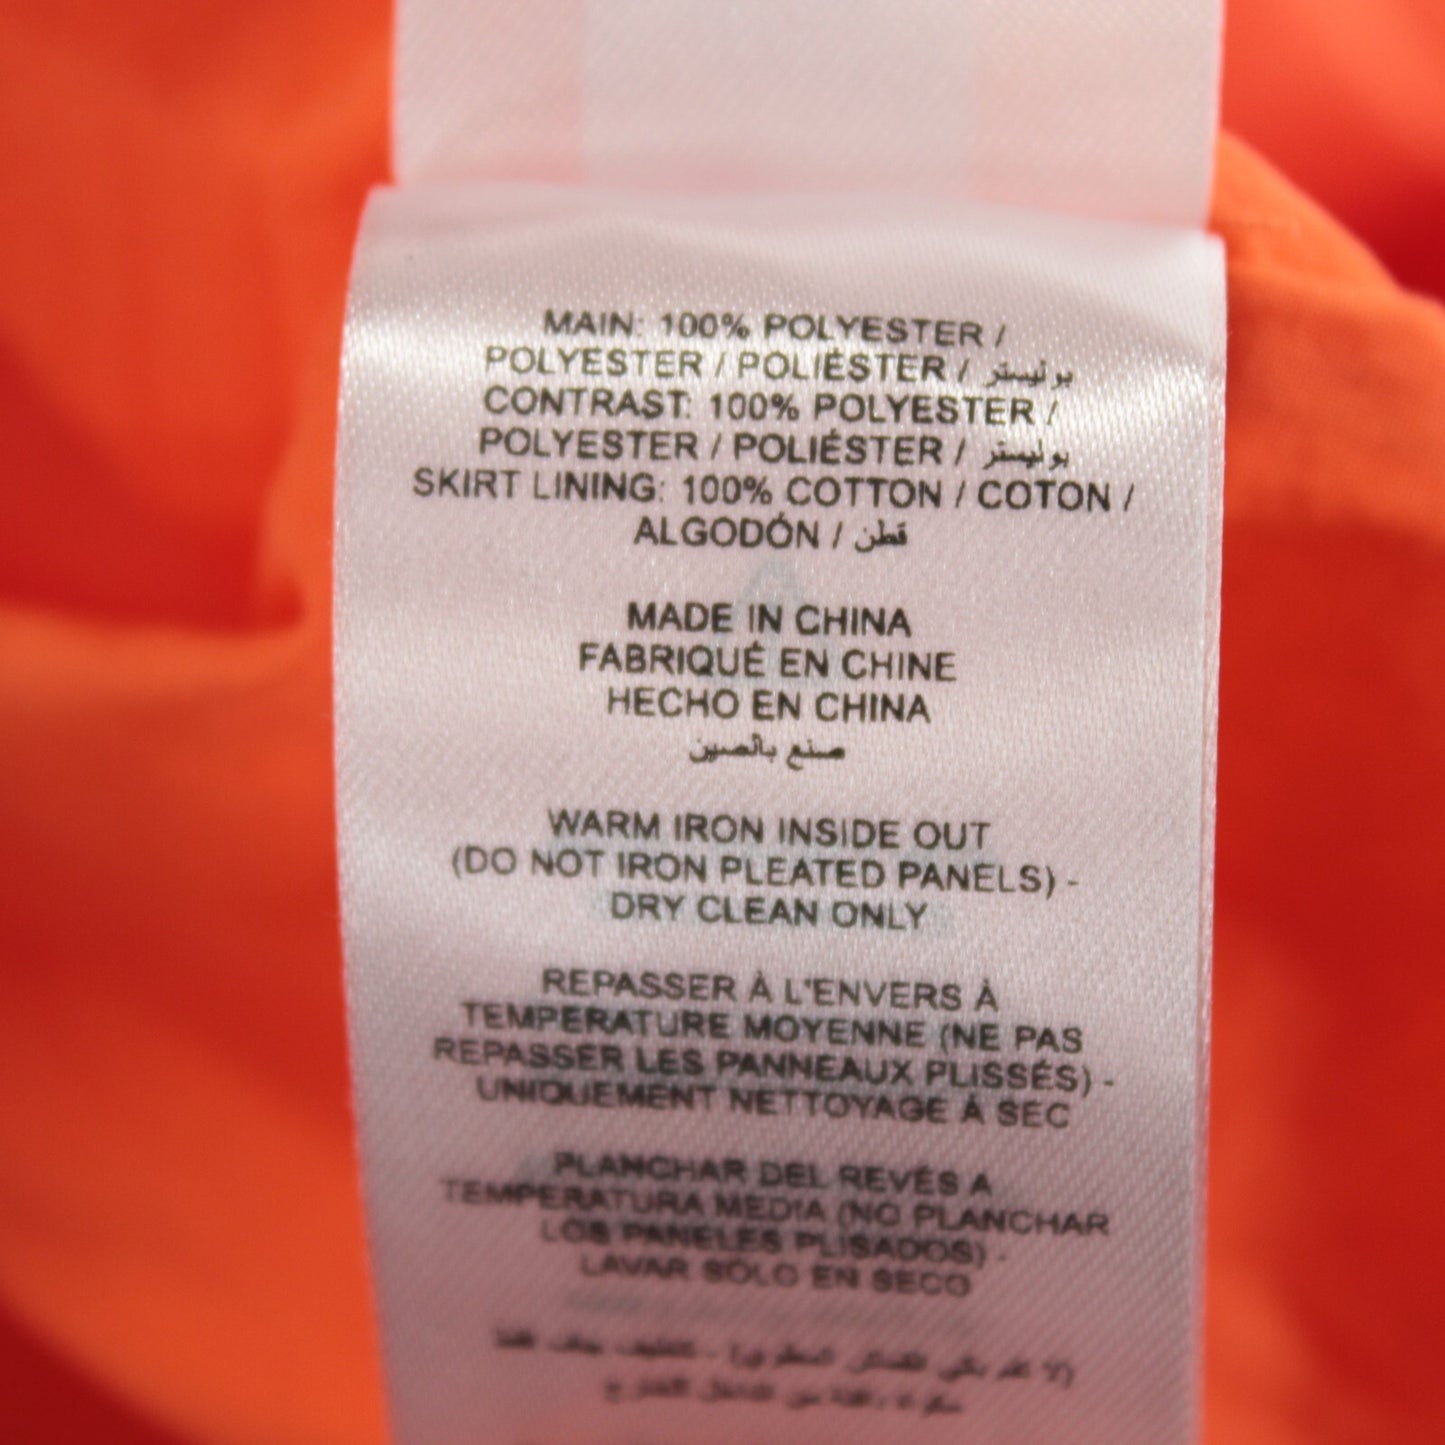 MAIN: 100% POLYESTER /
POLYESTER / POLIÉSTER / بوليستر
CONTRAST: 100% POLYESTER /
POLYESTER / POLIÉSTER / بوليستر
SKIRT LINING: 100% COTTON / COTON /
ALGODÓN / قطن
MADE IN CHINA
FABRIQUÉ EN CHINE
HECHO EN CHINA
صنع بالصين
WARM IRON INSIDE OUT
(DO NOT IRON PLEATED PANELS) -
DRY CLEAN ONLY
REPASSER À L'ENVERS À
TEMPERATURE MOYENNE (NE PAS
REPASSER LES PANNEAUX PLISSÉS) -
UNIQUEMENT NETTOYAGE À SEC
PLANCHAR DEL REVÉS A
TEMPERATURA MEDIA (NO PLANCHAR
LOS PANELES PLISADOS) -
LAVAR SOLO EN SECO